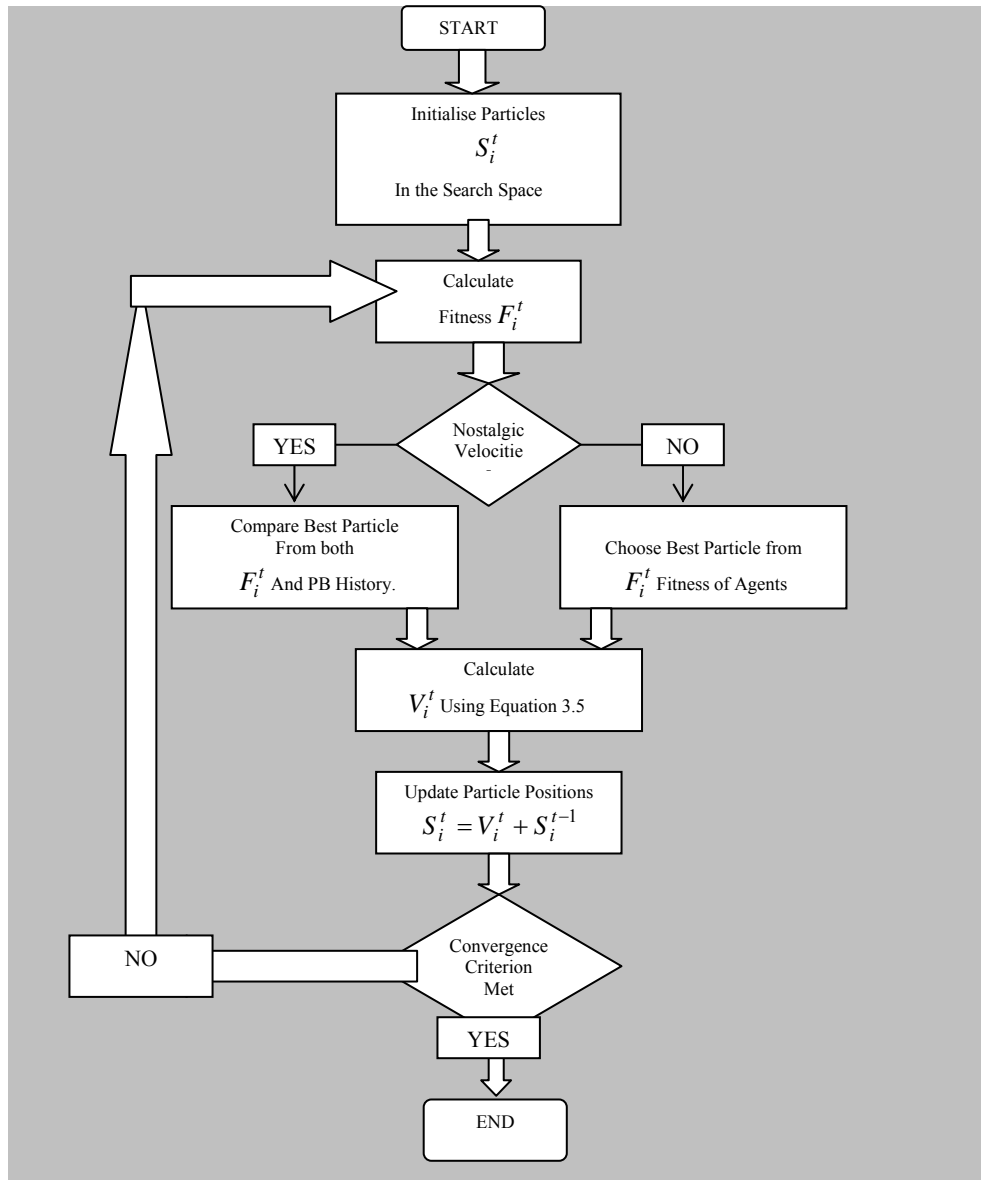 START
Initialise Particles
$S_i^t$
In the Search Space
Calculate
Fitness $F_i^t$
Nostalgic
Velocitie
YES
NO
Compare Best Particle
From both
$F_i^t$ And PB History.
Choose Best Particle from
$F_i^t$ Fitness of Agents
Calculate
$V_i^t$ Using Equation 3.5
Update Particle Positions
$S_i^t = V_i^t + S_i^{t-1}$
Convergence
Criterion
Met
NO
YES
END